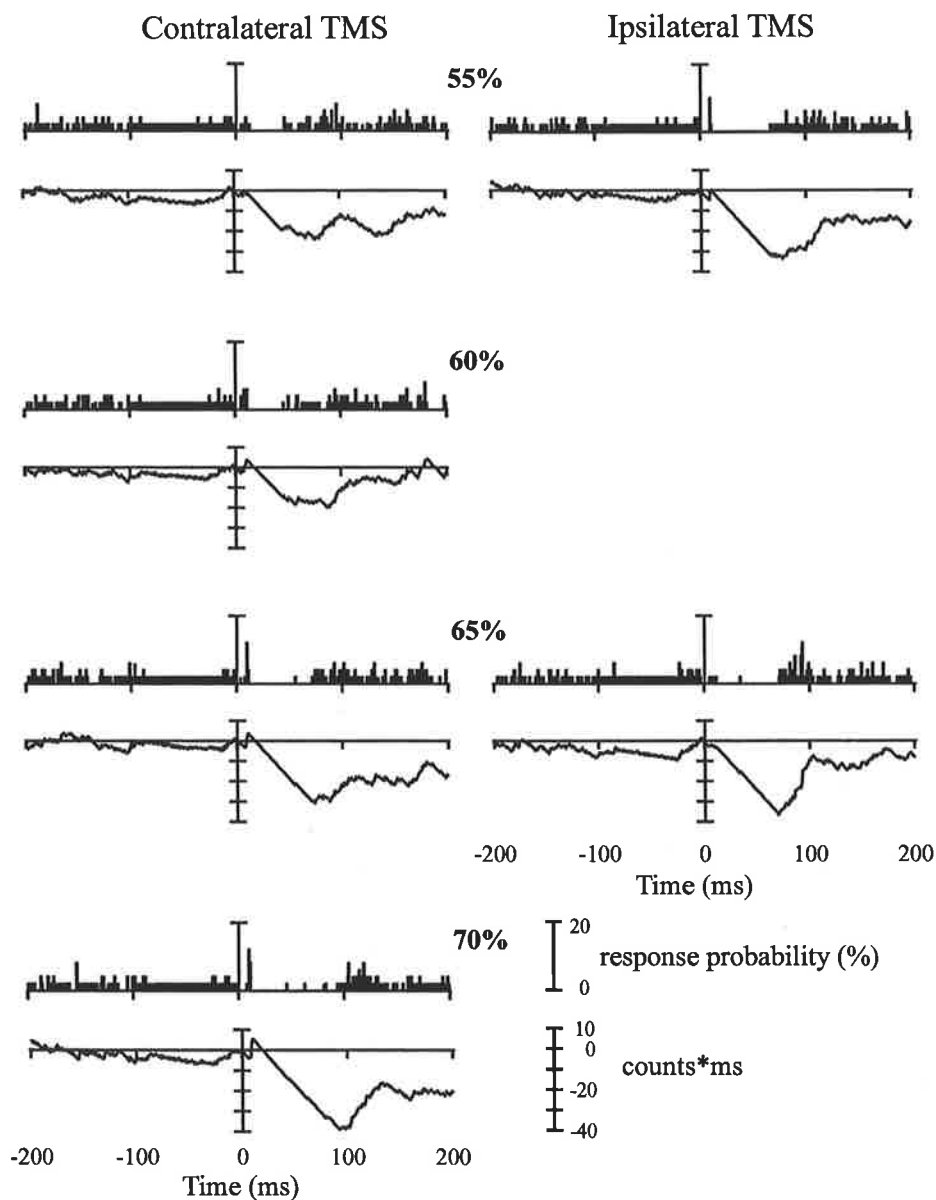 Contralateral TMS
Ipsilateral TMS
55%
60%
65%
-200 -100 0 100 200
Time (ms)
70%
20
response probability (%)
0
10
0
counts*ms
-20
-40
-200 -100 0 100 200
Time (ms)